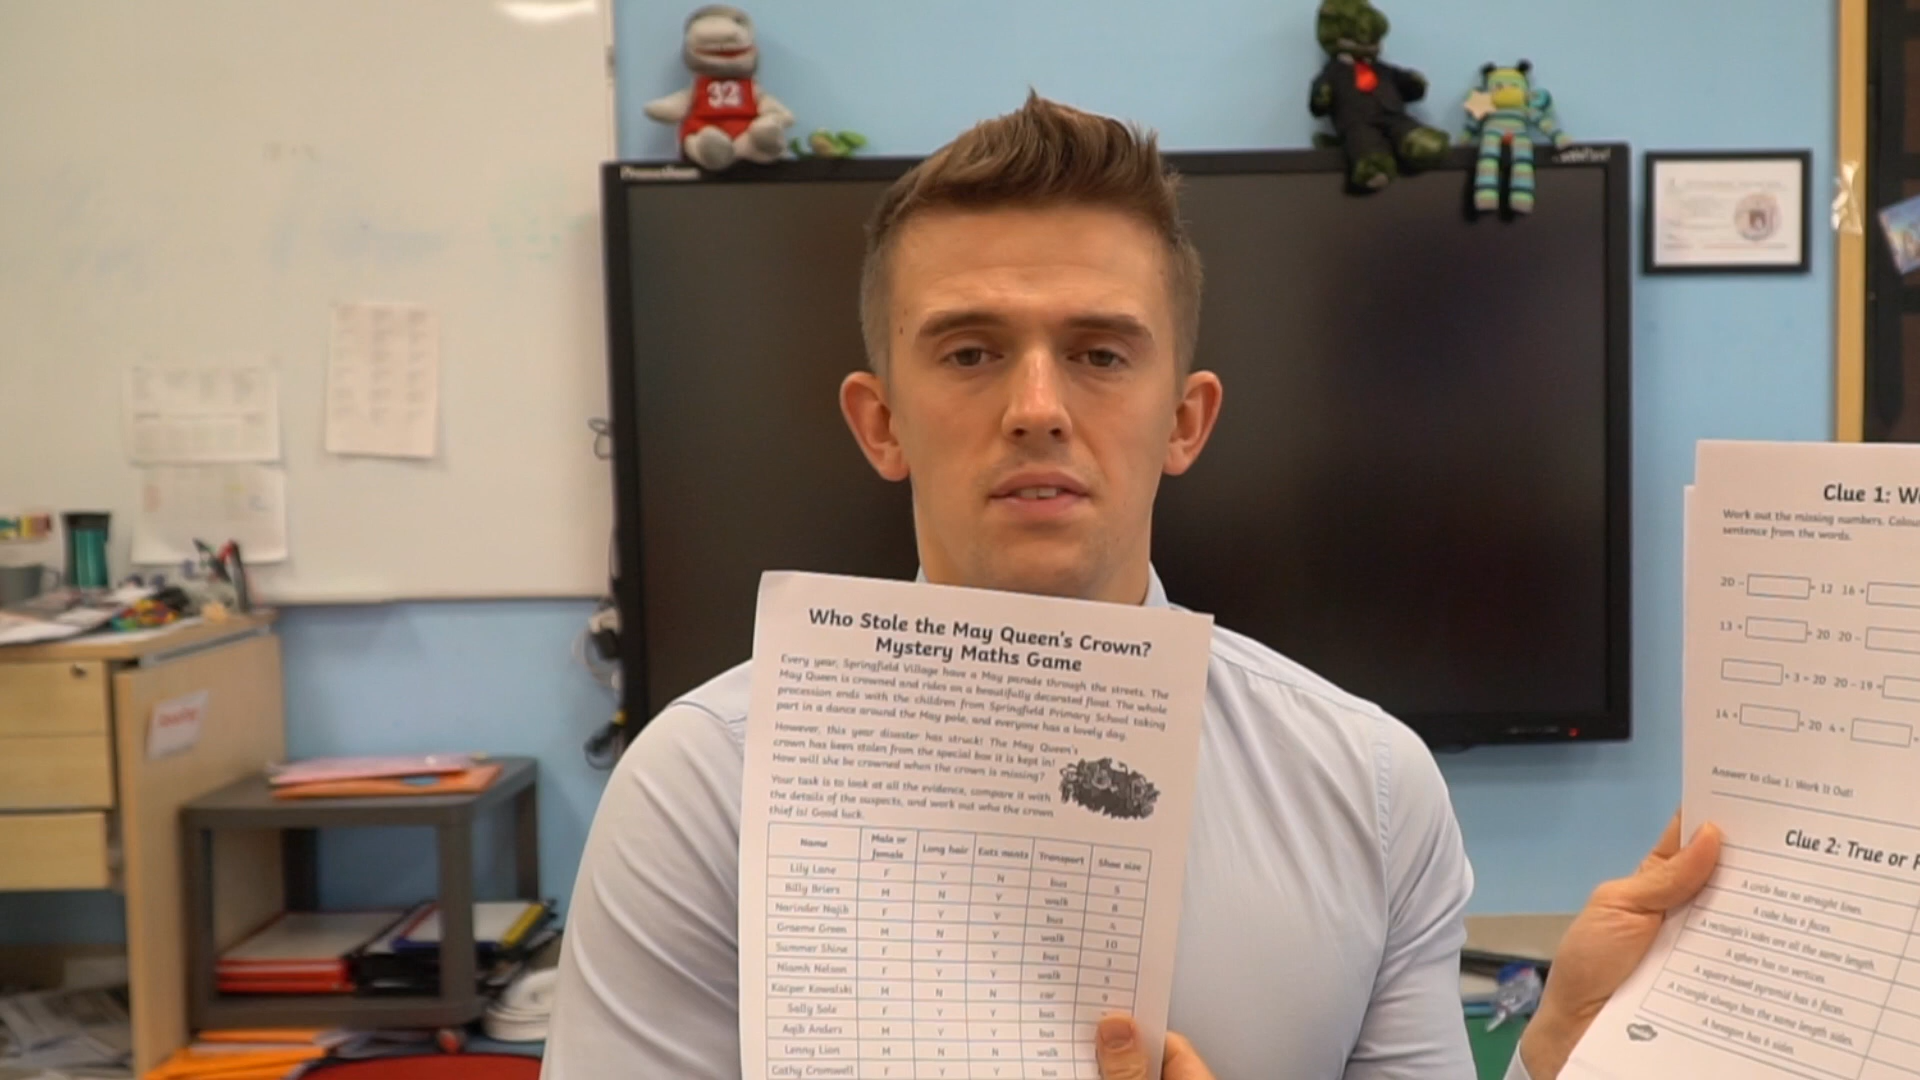 32
Promethean
Who Stole the May Queen's Crown?
Mystery Maths Game
Every year, Springfield Village have a May parade through the streets. The
May Queen is crowned and rides on a beautifully decorated float. The whole
procession ends with the children from Springfield Primary School taking
part in a dance around the May pole, and everyone has a lovely day.
However, this year disaster has struck! The May Queen's
crown has been stolen from the special box it is kept in!
How will she be crowned when the crown is missing?
Your task is to look at all the evidence, compare it with
the details of the suspects, and work out who the crown
thief is! Good luck.
Name Male or female Long hair Eats meats Transport Shoe size
Lily Lane F Y N bus 5
Billy Briers M N Y walk 8
Narinder Najib F Y Y bus 4
Graeme Green M N Y walk 10
Summer Shine F Y Y bus 3
Niamh Nelson F Y Y walk 5
Kacper Kowalski M N N car 9
Sally Sole F Y Y bus
Aqib Anders M Y Y bus
Lenny Lion M N N walk
Cathy Cromwell F Y Y bus
Clue 1: W
Work out the missing numbers. Colou
sentence from the words.
20 - = 12 16 +
13 + = 20 20 -
+ 3 = 20 20 - 19 =
14 + = 20 4 +
Answer to clue 1: Work It Out!
Clue 2: True or F
A circle has no straight lines.
A cube has 6 faces.
A rectangle's sides are all the same length.
A sphere has no vertices.
A square-based pyramid has 6 faces.
A triangle always has the same length sides.
A hexagon has 6 sides.